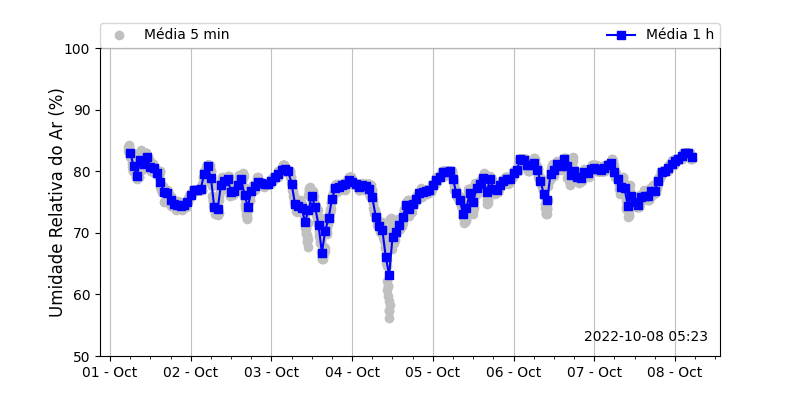 Média 5 min
Média 1 h
100
90
80
70
60
50
Umidade Relativa do Ar (%)
2022-10-08 05:23
01 - Oct
02 - Oct
03 - Oct
04 - Oct
05 - Oct
06 - Oct
07 - Oct
08 - Oct